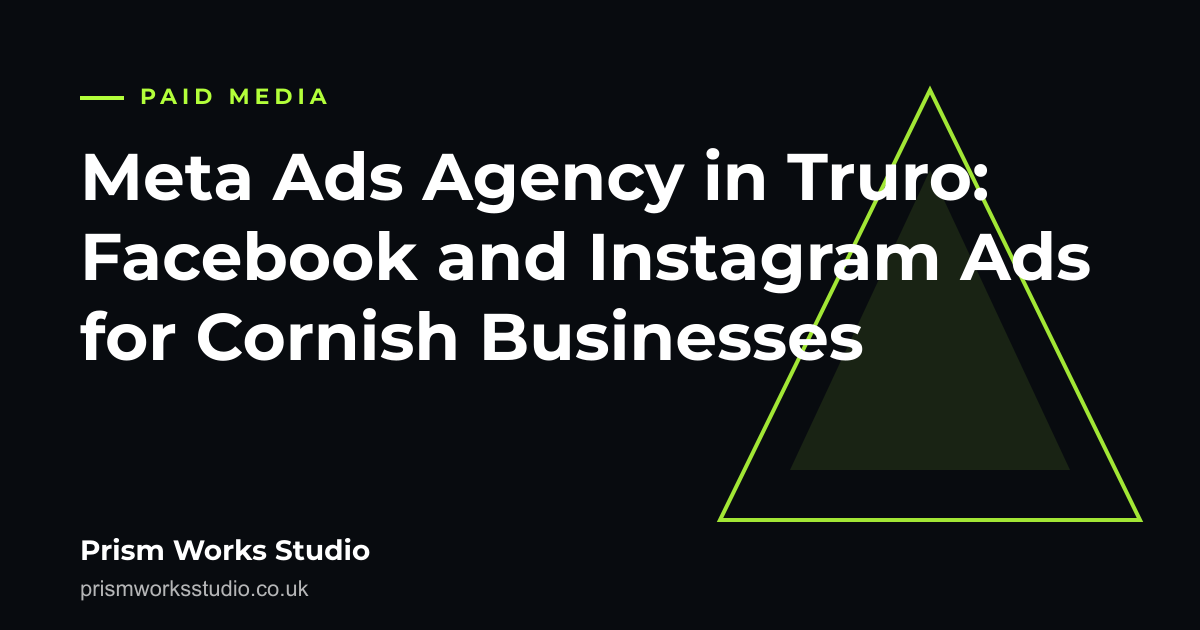 PAID MEDIA
Meta Ads Agency in Truro:
Facebook and Instagram Ads
for Cornish Businesses
Prism Works Studio
prismworksstudio.co.uk